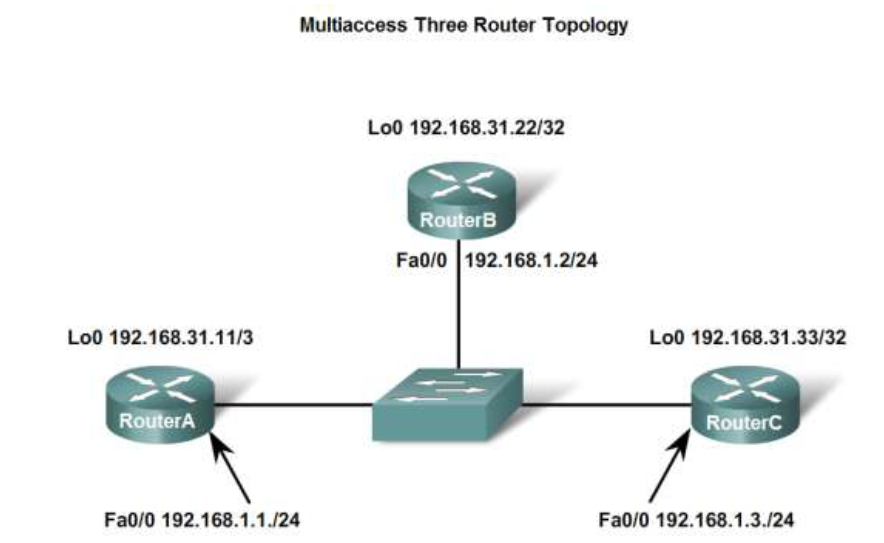 Multiaccess Three Router Topology
Lo0 192.168.31.22/32
RouterB
Fa0/0 192.168.1.2/24
Lo0 192.168.31.11/3
Lo0 192.168.31.33/32
RouterA
RouterC
Fa0/0 192.168.1.1./24
Fa0/0 192.168.1.3./24